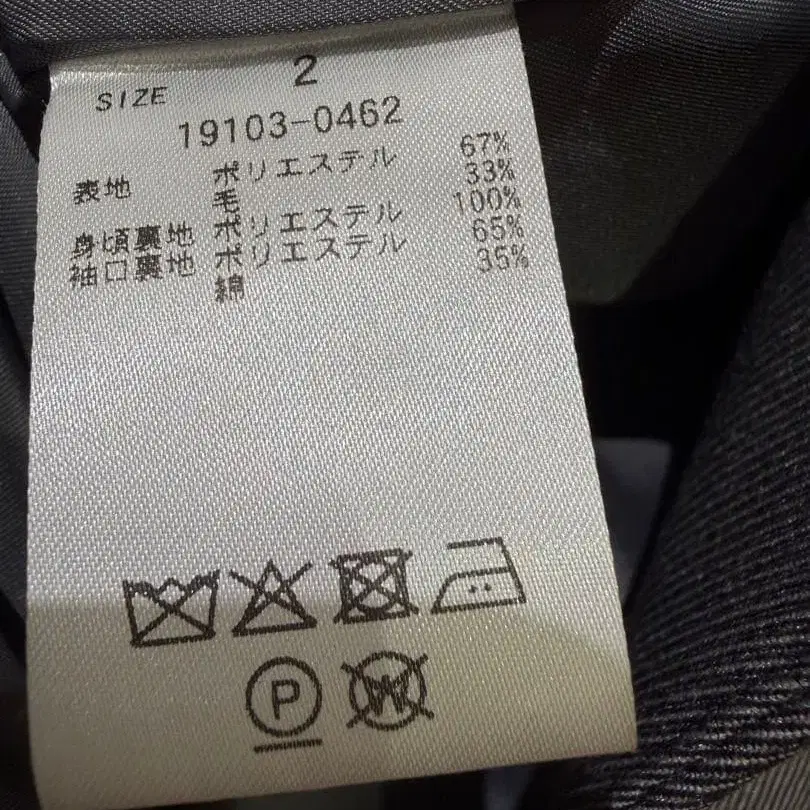 SIZE 2
19103-0462
表地 ポリエステル 67%
毛 33%
身頃裏地 ポリエステル 100%
袖口裏地 ポリエステル 65%
綿 35%
P W